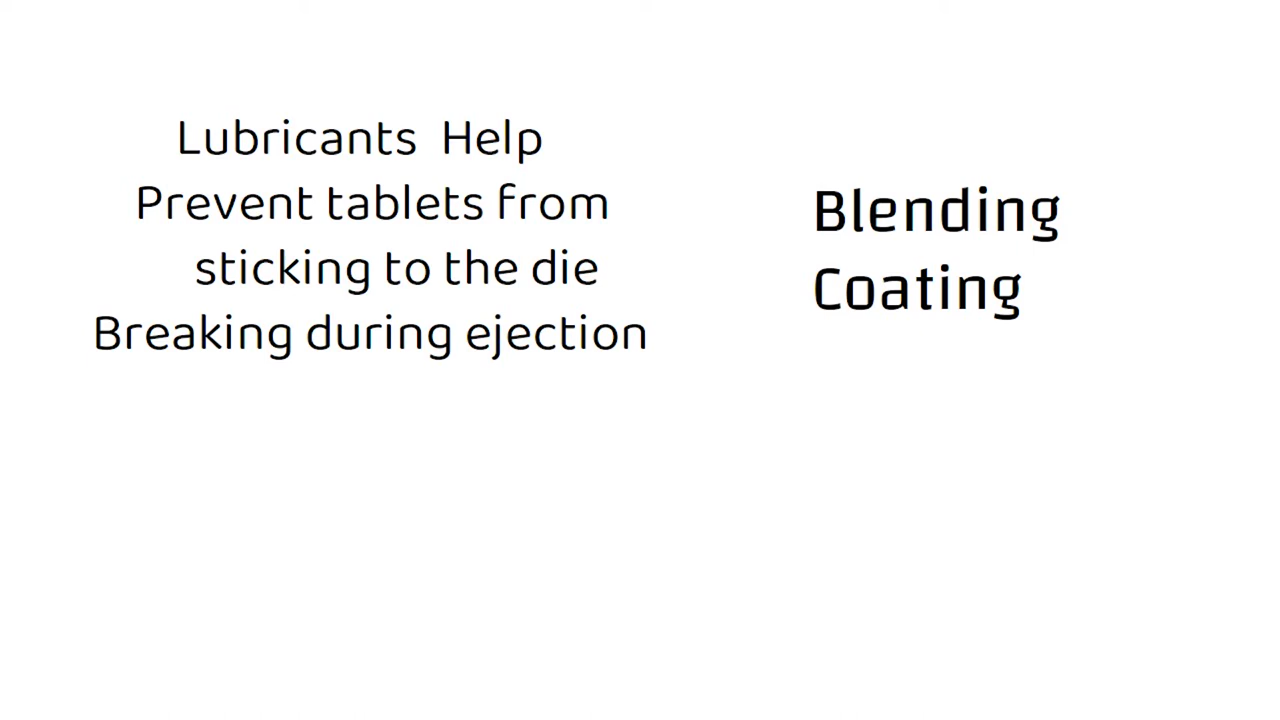 Lubricants Help
Prevent tablets from
sticking to the die
Breaking during ejection
Blending
Coating